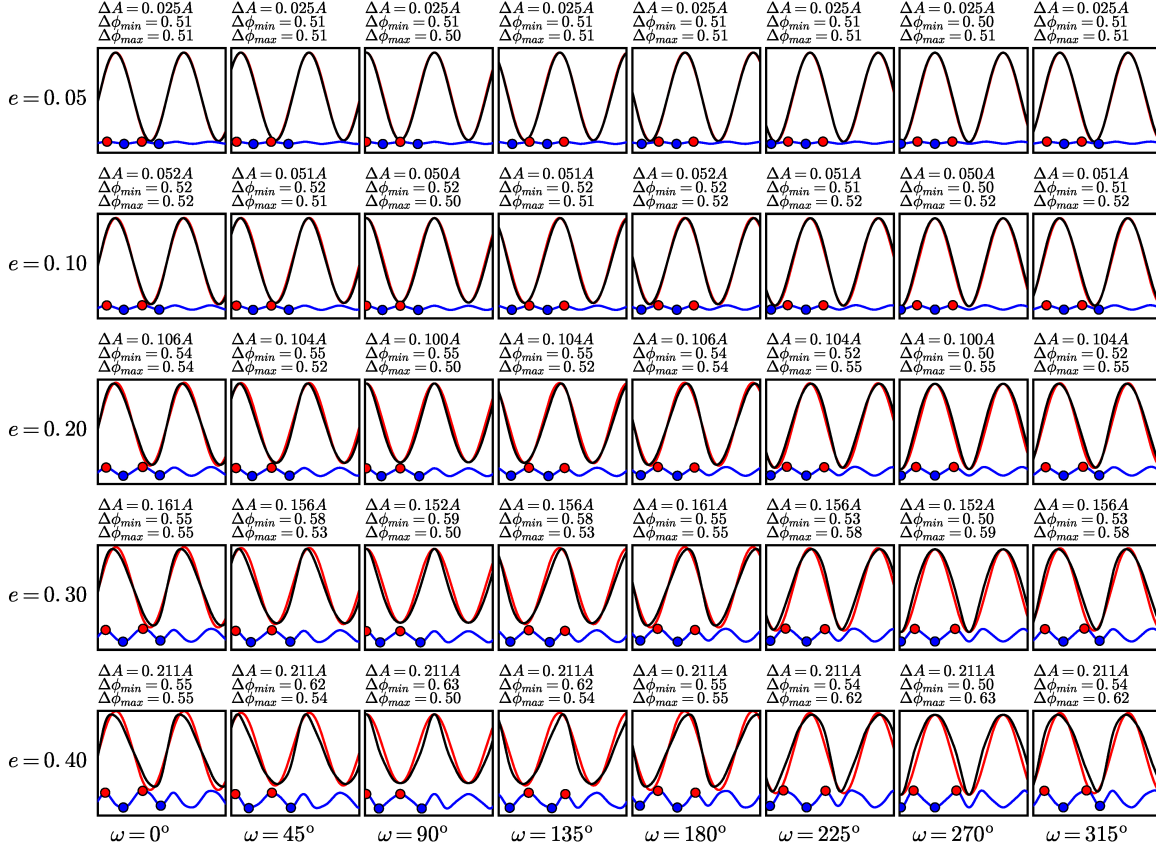 ΔA = 0.025A ΔA = 0.025A ΔA = 0.025A ΔA = 0.025A ΔA = 0.025A ΔA = 0.025A ΔA = 0.025A ΔA = 0.025A
Δϕmin = 0.51 Δϕmin = 0.51 Δϕmin = 0.51 Δϕmin = 0.51 Δϕmin = 0.51 Δϕmin = 0.51 Δϕmin = 0.50 Δϕmin = 0.51
Δϕmax = 0.51 Δϕmax = 0.51 Δϕmax = 0.50 Δϕmax = 0.51 Δϕmax = 0.51 Δϕmax = 0.51 Δϕmax = 0.51 Δϕmax = 0.51
e = 0.05
ΔA = 0.052A ΔA = 0.051A ΔA = 0.050A ΔA = 0.051A ΔA = 0.052A ΔA = 0.051A ΔA = 0.050A ΔA = 0.051A
Δϕmin = 0.52 Δϕmin = 0.52 Δϕmin = 0.52 Δϕmin = 0.52 Δϕmin = 0.52 Δϕmin = 0.51 Δϕmin = 0.50 Δϕmin = 0.51
Δϕmax = 0.52 Δϕmax = 0.51 Δϕmax = 0.50 Δϕmax = 0.51 Δϕmax = 0.52 Δϕmax = 0.52 Δϕmax = 0.52 Δϕmax = 0.52
e = 0.10
ΔA = 0.106A ΔA = 0.104A ΔA = 0.100A ΔA = 0.104A ΔA = 0.106A ΔA = 0.104A ΔA = 0.100A ΔA = 0.104A
Δϕmin = 0.54 Δϕmin = 0.55 Δϕmin = 0.55 Δϕmin = 0.55 Δϕmin = 0.54 Δϕmin = 0.52 Δϕmin = 0.50 Δϕmin = 0.52
Δϕmax = 0.54 Δϕmax = 0.52 Δϕmax = 0.50 Δϕmax = 0.52 Δϕmax = 0.54 Δϕmax = 0.55 Δϕmax = 0.55 Δϕmax = 0.55
e = 0.20
ΔA = 0.161A ΔA = 0.156A ΔA = 0.152A ΔA = 0.156A ΔA = 0.161A ΔA = 0.156A ΔA = 0.152A ΔA = 0.156A
Δϕmin = 0.55 Δϕmin = 0.58 Δϕmin = 0.59 Δϕmin = 0.58 Δϕmin = 0.55 Δϕmin = 0.53 Δϕmin = 0.50 Δϕmin = 0.53
Δϕmax = 0.55 Δϕmax = 0.53 Δϕmax = 0.50 Δϕmax = 0.53 Δϕmax = 0.55 Δϕmax = 0.58 Δϕmax = 0.59 Δϕmax = 0.58
e = 0.30
ΔA = 0.211A ΔA = 0.211A ΔA = 0.211A ΔA = 0.211A ΔA = 0.211A ΔA = 0.211A ΔA = 0.211A ΔA = 0.211A
Δϕmin = 0.55 Δϕmin = 0.62 Δϕmin = 0.63 Δϕmin = 0.62 Δϕmin = 0.55 Δϕmin = 0.54 Δϕmin = 0.50 Δϕmin = 0.54
Δϕmax = 0.55 Δϕmax = 0.54 Δϕmax = 0.50 Δϕmax = 0.54 Δϕmax = 0.55 Δϕmax = 0.62 Δϕmax = 0.63 Δϕmax = 0.62
e = 0.40
ω = 0° ω = 45° ω = 90° ω = 135° ω = 180° ω = 225° ω = 270° ω = 315°